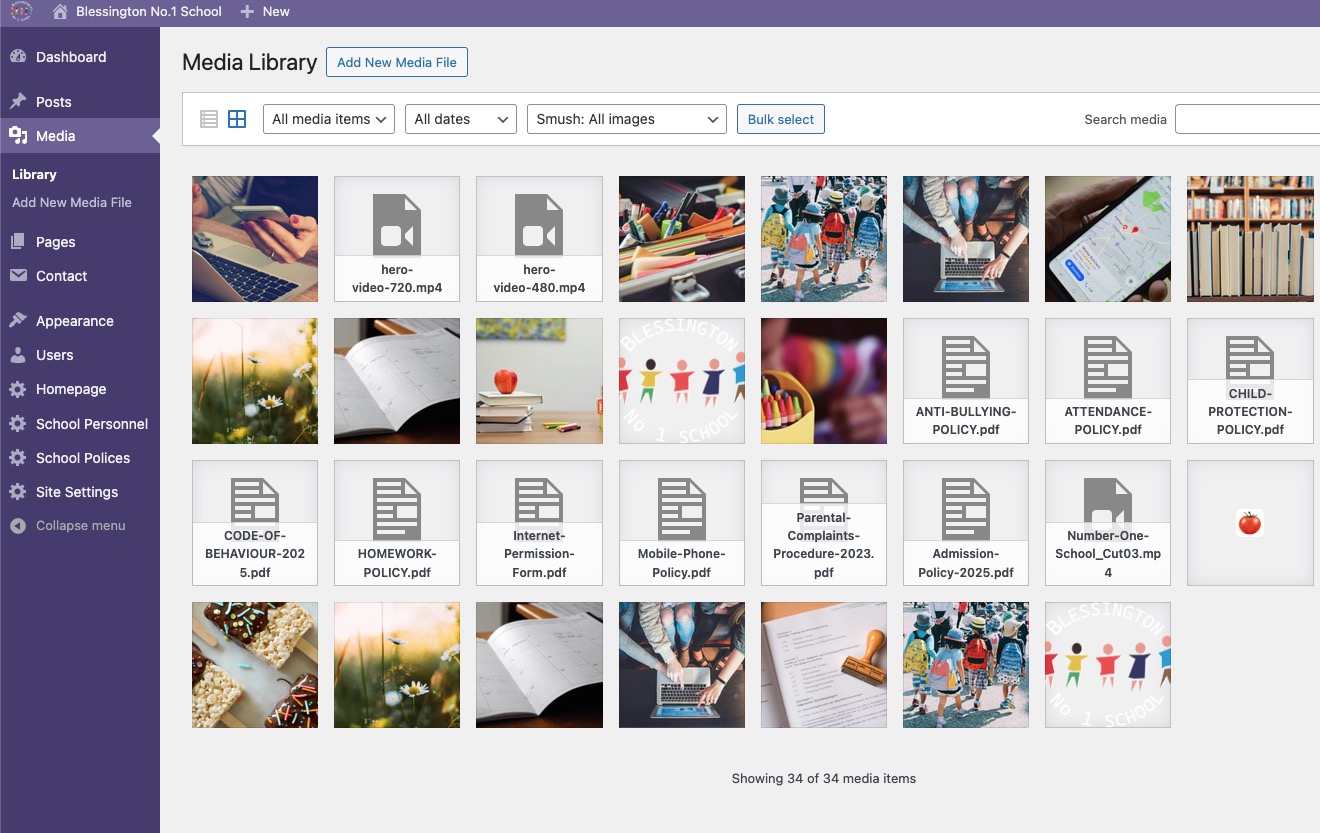 Blessington No.1 School
New
Dashboard
Posts
Media
Library
Add New Media File
Pages
Contact
Appearance
Users
Homepage
School Personnel
School Polices
Site Settings
Collapse menu
Media Library
Add New Media File
All media items
All dates
Smush: All images
Bulk select
Search media
hero-
video-720.mp4
hero-
video-480.mp4
BLESSINGTON
No 1 SCHOOL
ANTI-BULLYING-
POLICY.pdf
ATTENDANCE-
POLICY.pdf
CHILD-
PROTECTION-
POLICY.pdf
CODE-OF-
BEHAVIOUR-202
5.pdf
HOMEWORK-
POLICY.pdf
Internet-
Permission-
Form.pdf
Mobile-Phone-
Policy.pdf
Parental-
Complaints-
Procedure-2023.
pdf
Admission-
Policy-2025.pdf
Number-One-
School_Cut03.mp
4
BLESSINGTON
No 1 SCHOOL
Showing 34 of 34 media items